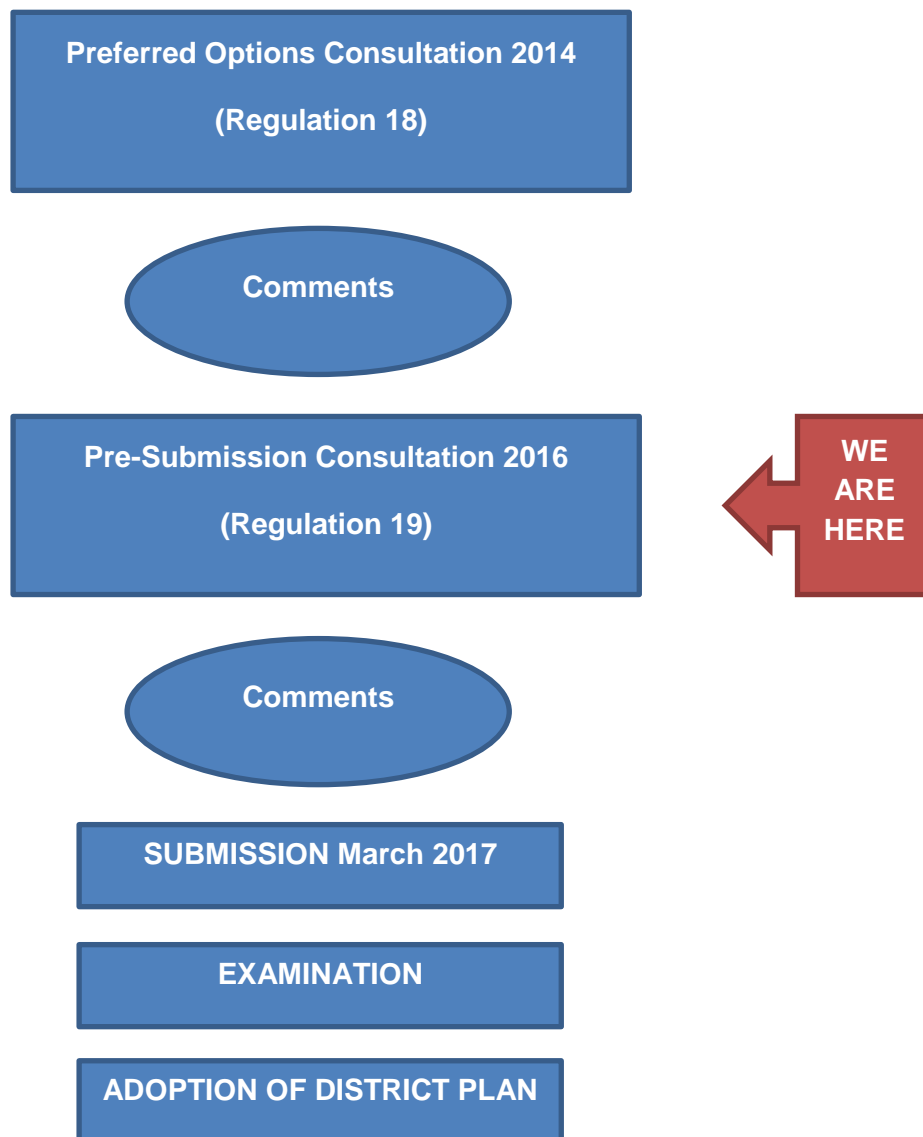 Preferred Options Consultation 2014
(Regulation 18)
Comments
Pre-Submission Consultation 2016
(Regulation 19)
WE
ARE
HERE
Comments
SUBMISSION March 2017
EXAMINATION
ADOPTION OF DISTRICT PLAN